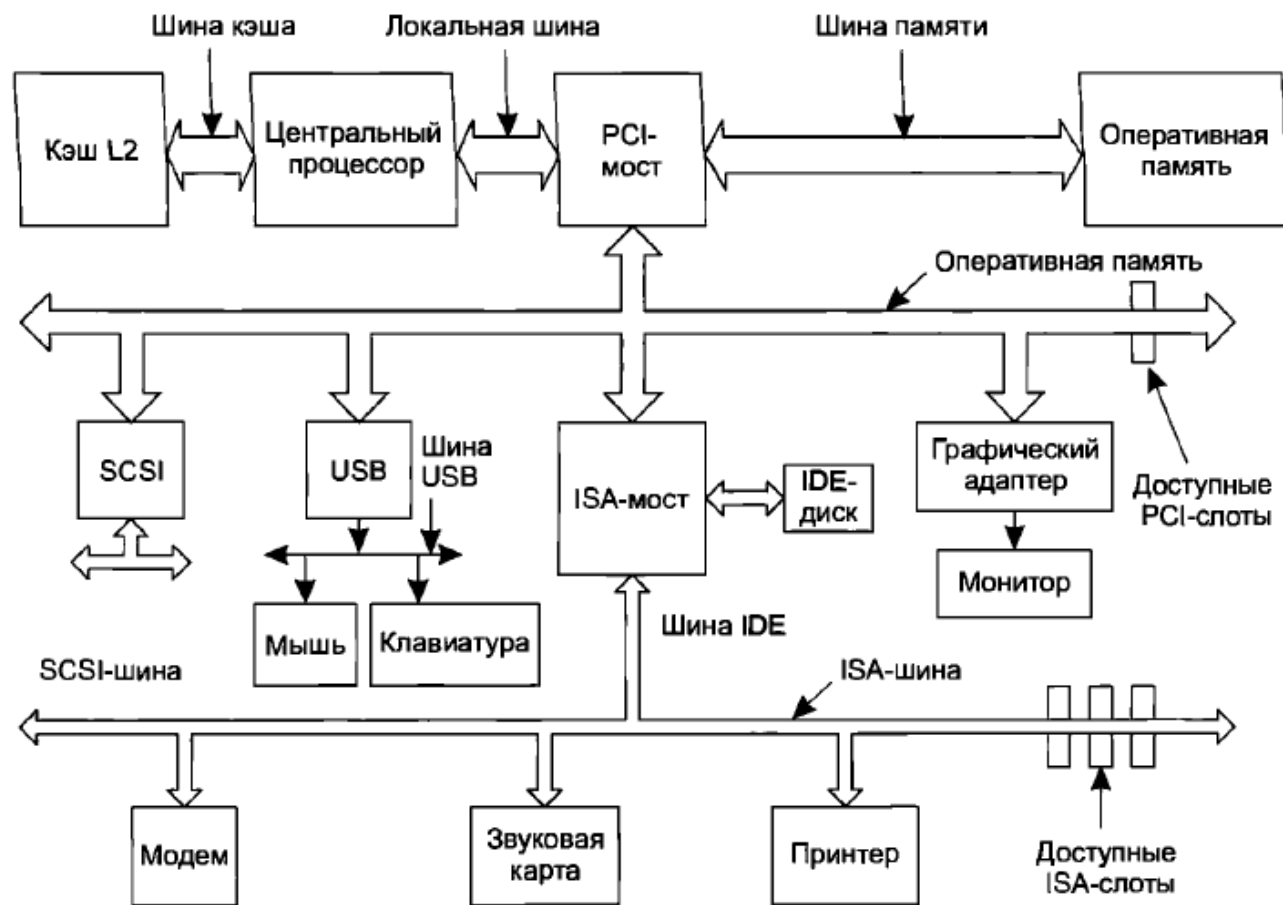 Шина кэша
Локальная шина
Шина памяти
Кэш L2
Центральный
процессор
PCI-
мост
Оперативная
память
Оперативная память
SCSI
USB
Шина
USB
ISA-мост
IDE-
диск
Графический
адаптер
Доступные
PCI-слоты
Мышь
Клавиатура
Монитор
Шина IDE
SCSI-шина
ISA-шина
Модем
Звуковая
карта
Принтер
Доступные
ISA-слоты